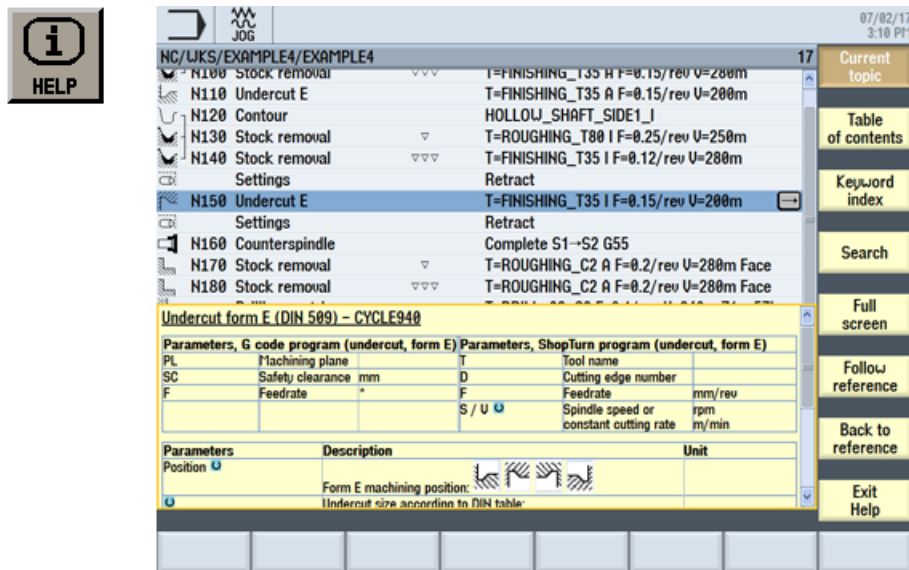 i
HELP
JOG
07/02/17
3:10 PM
NC/WKS/EXAMPLE4/EXAMPLE4 17
N100 Stock removal ▽▽▽ T=FINISHING_T35 A F=0.15/rev V=280m
N110 Undercut E T=FINISHING_T35 A F=0.15/rev V=200m
N120 Contour HOLLOW_SHAFT_SIDE1_I
N130 Stock removal ▽ T=ROUGHING_T80 I F=0.25/rev V=250m
N140 Stock removal ▽▽▽ T=FINISHING_T35 I F=0.12/rev V=280m
Settings Retract
N150 Undercut E T=FINISHING_T35 I F=0.15/rev V=200m
Settings Retract
N160 Counterspindle Complete S1→S2 G55
N170 Stock removal ▽ T=ROUGHING_C2 A F=0.2/rev V=280m Face
N180 Stock removal ▽▽▽ T=ROUGHING_C2 A F=0.2/rev V=280m Face
Undercut form E (DIN 509) - CYCLE940
Parameters, G code program (undercut, form E) Parameters, ShopTurn program (undercut, form E)
PL Machining plane T Tool name
SC Safety clearance mm D Cutting edge number
F Feedrate * F Feedrate mm/rev
S / V Spindle speed or rpm
constant cutting rate m/min
Parameters Description Unit
Position
Form E machining position:
Undercut size according to DIN table:
Current
topic
Table
of contents
Keyword
index
Search
Full
screen
Follow
reference
Back to
reference
Exit
Help